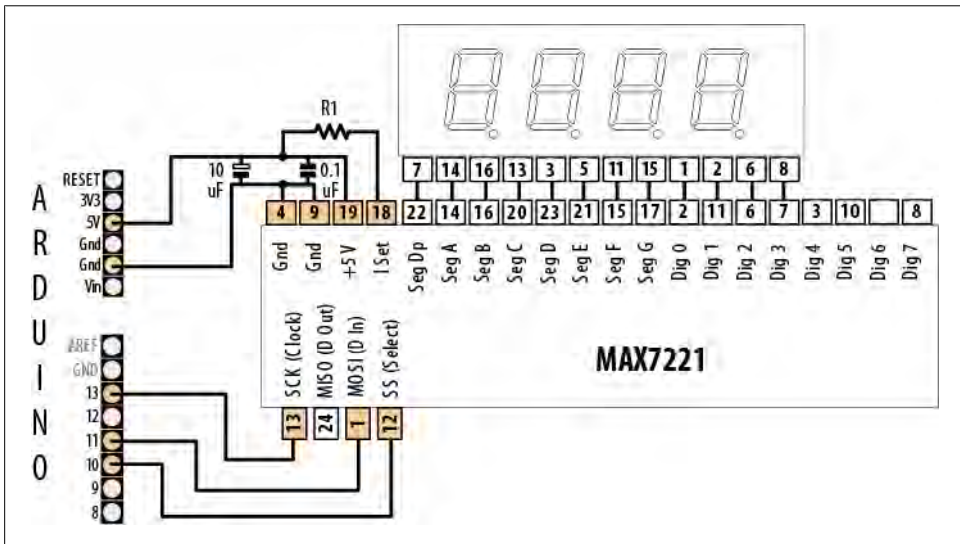 R1
10
uF
0.1
uF
ARDUINO
RESET
3V3
5V
Gnd
Gnd
Vin
AREF
GND
13
12
11
10
9
8
7 14 16 13 3 5 11 15 1 2 6 8
4 9 19 18 22 14 16 20 23 21 15 17 2 11 6 7 3 10 8
Gnd
Gnd
+5 V
I Set
Seg Dp
Seg A
Seg B
Seg C
Seg D
Seg E
Seg F
Seg G
Dig 0
Dig 1
Dig 2
Dig 3
Dig 4
Dig 5
Dig 6
Dig 7
SCK (Clock)
MISO (D Out)
MOSI (D In)
SS (Select)
MAX7221
13 24 1 12